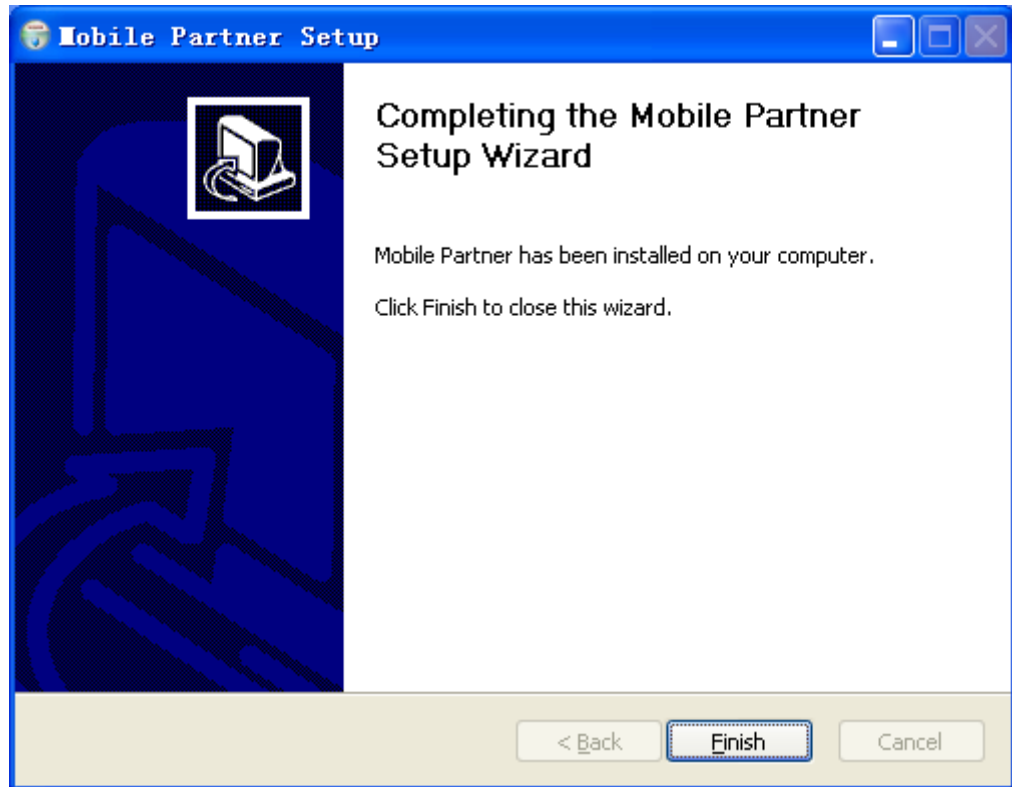 Mobile Partner Setup
Completing the Mobile Partner
Setup Wizard
Mobile Partner has been installed on your computer.
Click Finish to close this wizard.
< Back
Finish
Cancel